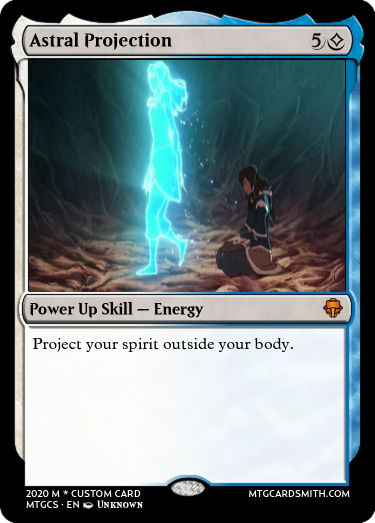 Astral Projection 5
Power Up Skill — Energy
Project your spirit outside your body.
2020 M * CUSTOM CARD
MTGCS · EN Unknown
MTGCARDSMITH.COM